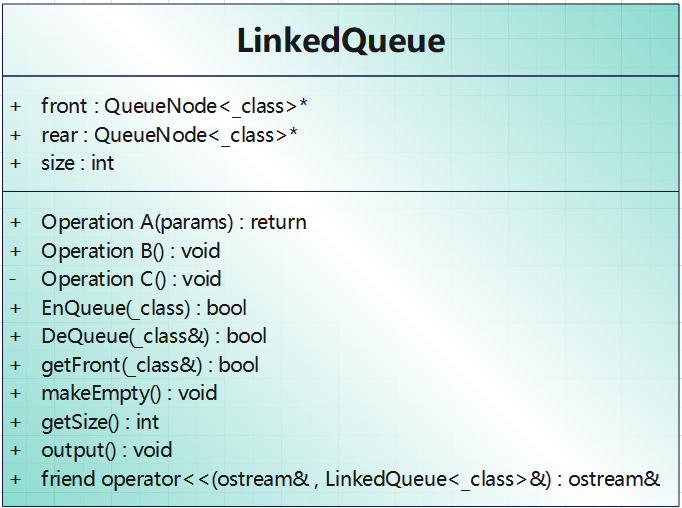 LinkedQueue
+ front : QueueNode<_class>*
+ rear : QueueNode<_class>*
+ size : int
+ Operation A(params) : return
+ Operation B() : void
- Operation C() : void
+ EnQueue(_class) : bool
+ DeQueue(_class&) : bool
+ getFront(_class&) : bool
+ makeEmpty() : void
+ getSize() : int
+ output() : void
+ friend operator<<(ostream& , LinkedQueue<_class>&) : ostream&